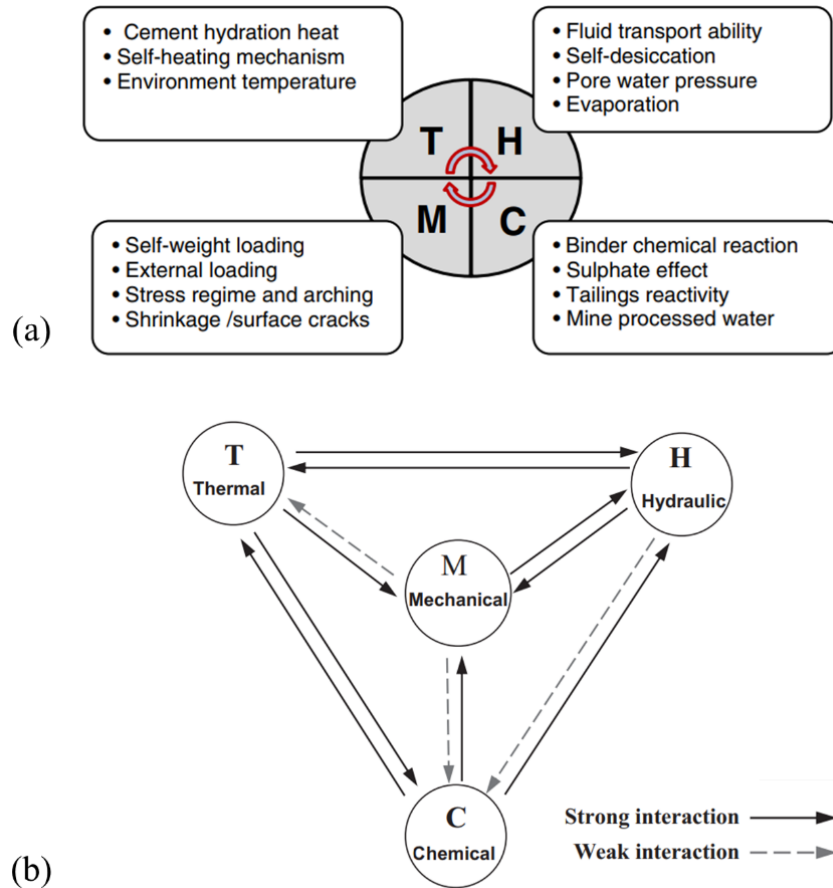 • Cement hydration heat
• Self-heating mechanism
• Environment temperature
• Fluid transport ability
• Self-desiccation
• Pore water pressure
• Evaporation
T
H
M
C
• Self-weight loading
• External loading
• Stress regime and arching
• Shrinkage /surface cracks
• Binder chemical reaction
• Sulphate effect
• Tailings reactivity
• Mine processed water
(a)
T
Thermal
H
Hydraulic
M
Mechanical
C
Chemical
Strong interaction
Weak interaction
(b)